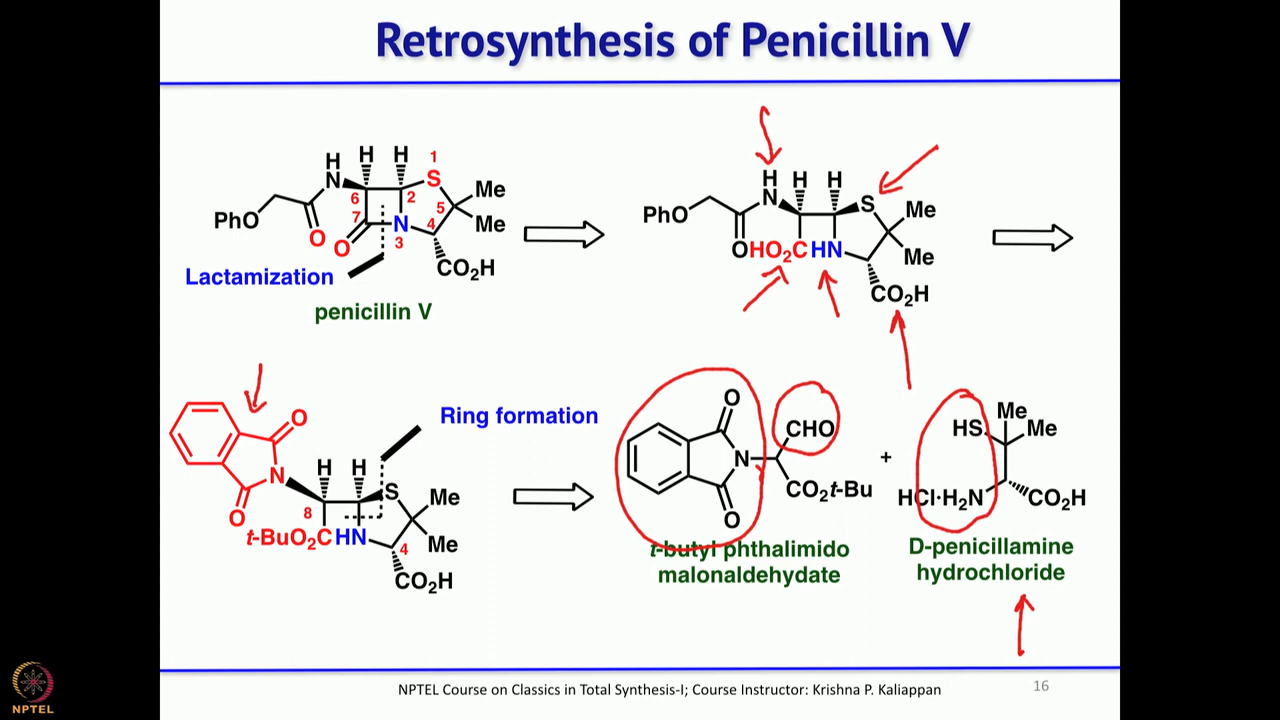 Retrosynthesis of Penicillin V
H
N
H
H
1
S
Me
6
2
5
PhO
7
N
4
Me
O
O
3
CO2H
Lactamization
penicillin V
H
N
H
H
S
Me
PhO
O
HO2C
HN
Me
CO2H
O
N
O
H
H
S
Me
8
t-BuO2C
HN
4
Me
CO2H
Ring formation
O
N
CHO
CO2t-Bu
O
t-butyl phthalimido
malonaldehydate
+
Me
HS
Me
HCl·H2N
CO2H
D-penicillamine
hydrochloride
NPTEL
NPTEL Course on Classics in Total Synthesis-I; Course Instructor: Krishna P. Kaliappan
16